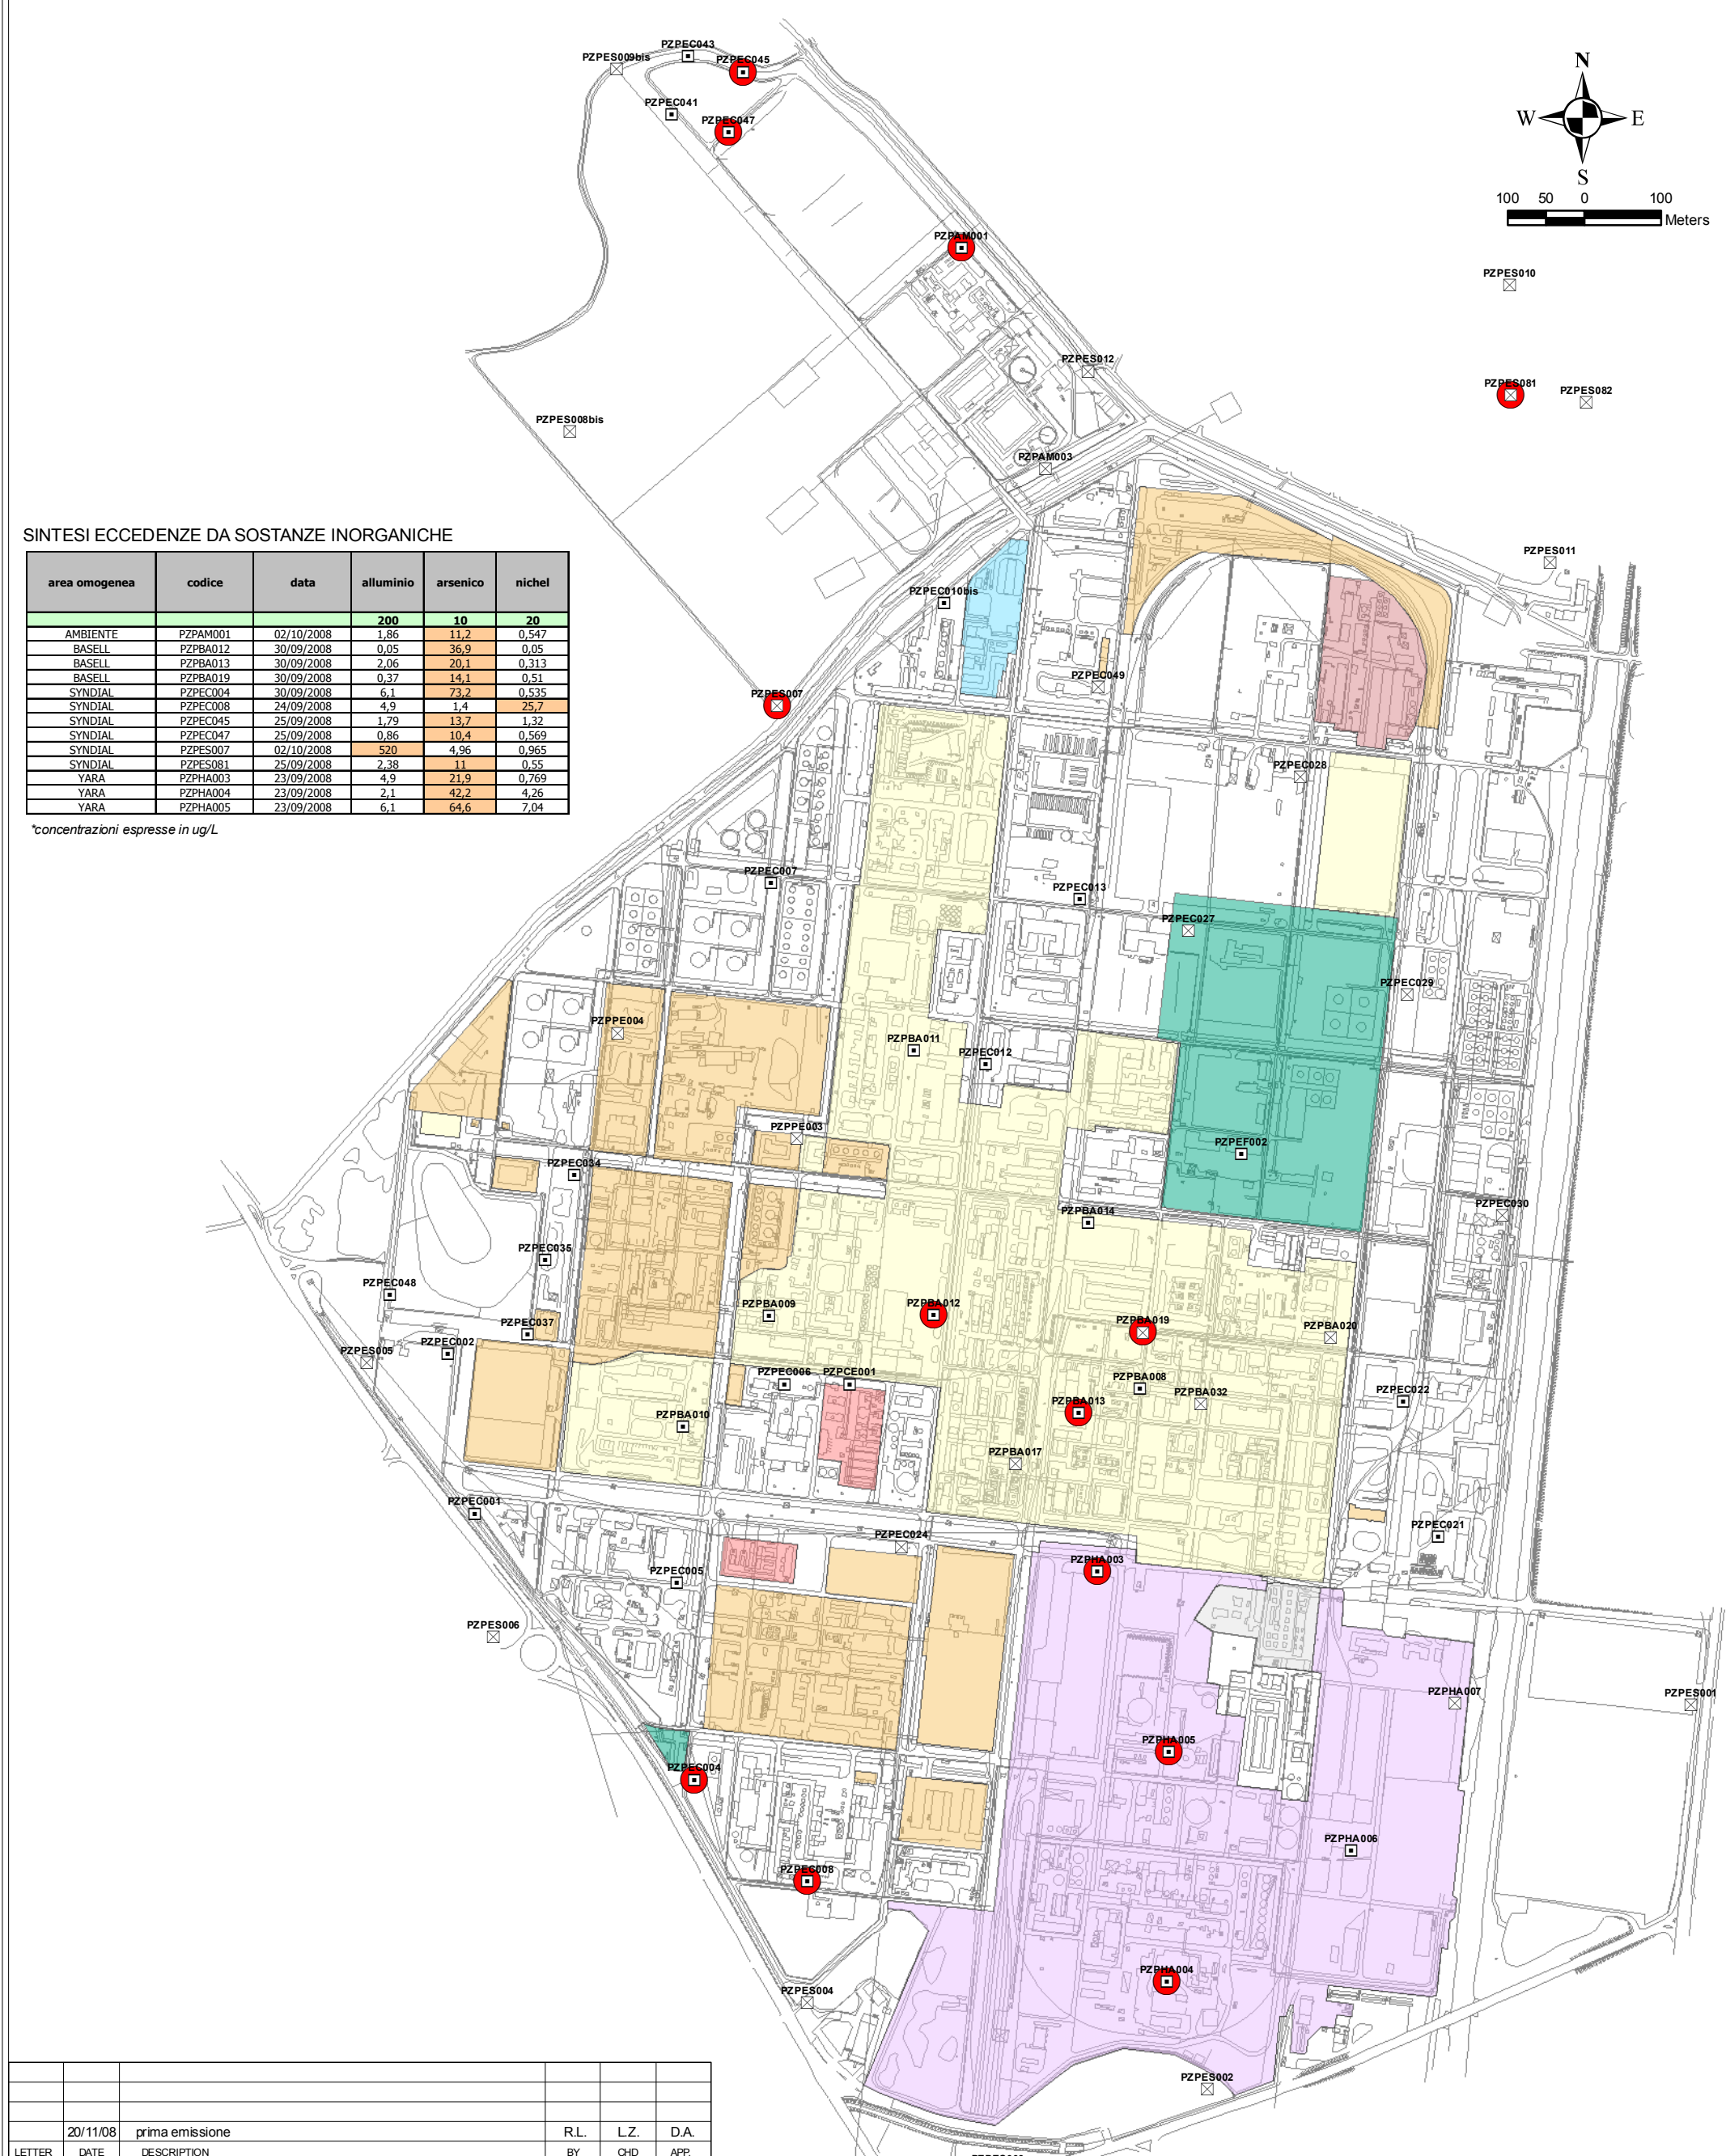 PZPEC043
PZPES009bis
PZPEC045
PZPEC041
PZPEC047
N
W E
S
100 50 0 100
Meters
PZPAM001
PZPES010
PZPES012
PZPES081
PZPES082
PZPES008bis
PZPAM003
SINTESI ECCEDENZE DA SOSTANZE INORGANICHE
area omogenea codice data alluminio arsenico nichel
200 10 20
AMBIENTE PZPAM001 02/10/2008 1,86 11,2 0,547
BASELL PZPBA012 30/09/2008 0,05 36,9 0,05
BASELL PZPBA013 30/09/2008 2,06 20,1 0,313
BASELL PZPBA019 30/09/2008 0,37 14,1 0,51
SYNDIAL PZPEC004 30/09/2008 6,1 73,2 0,535
SYNDIAL PZPEC008 24/09/2008 4,9 1,4 25,7
SYNDIAL PZPEC045 25/09/2008 1,79 13,7 1,32
SYNDIAL PZPEC047 25/09/2008 0,86 10,4 0,569
SYNDIAL PZPES007 02/10/2008 520 4,96 0,965
SYNDIAL PZPES081 25/09/2008 2,38 11 0,55
YARA PZPHA003 23/09/2008 4,9 21,9 0,769
YARA PZPHA004 23/09/2008 2,1 42,2 4,26
YARA PZPHA005 23/09/2008 6,1 64,6 7,04
*concentrazioni espresse in ug/L
PZPES011
PZPEC010bis
PZPEC049
PZPES007
PZPEC028
PZPEC007
PZPEC013
PZPEC027
PZPEC029
PZPPE004
PZPBA011
PZPEC012
PZPPE003
PZPEF002
PZPEC034
PZPEC030
PZPBA014
PZPEC035
PZPEC048
PZPBA009
PZPBA012
PZPEC037
PZPBA019
PZPBA020
PZPEC002
PZPES005
PZPEC006
PZPCE001
PZPBA008
PZPBA032
PZPEC022
PZPBA013
PZPBA010
PZPBA017
PZPEC001
PZPEC021
PZPEC024
PZPHA003
PZPEC005
PZPES006
PZPHA007
PZPES001
PZPHA005
PZPEC004
PZPHA006
PZPEC008
PZPHA004
PZPES004
PZPES002
20/11/08 prima emissione R.L. L.Z. D.A.
LETTER DATE DESCRIPTION BY CHD APP.